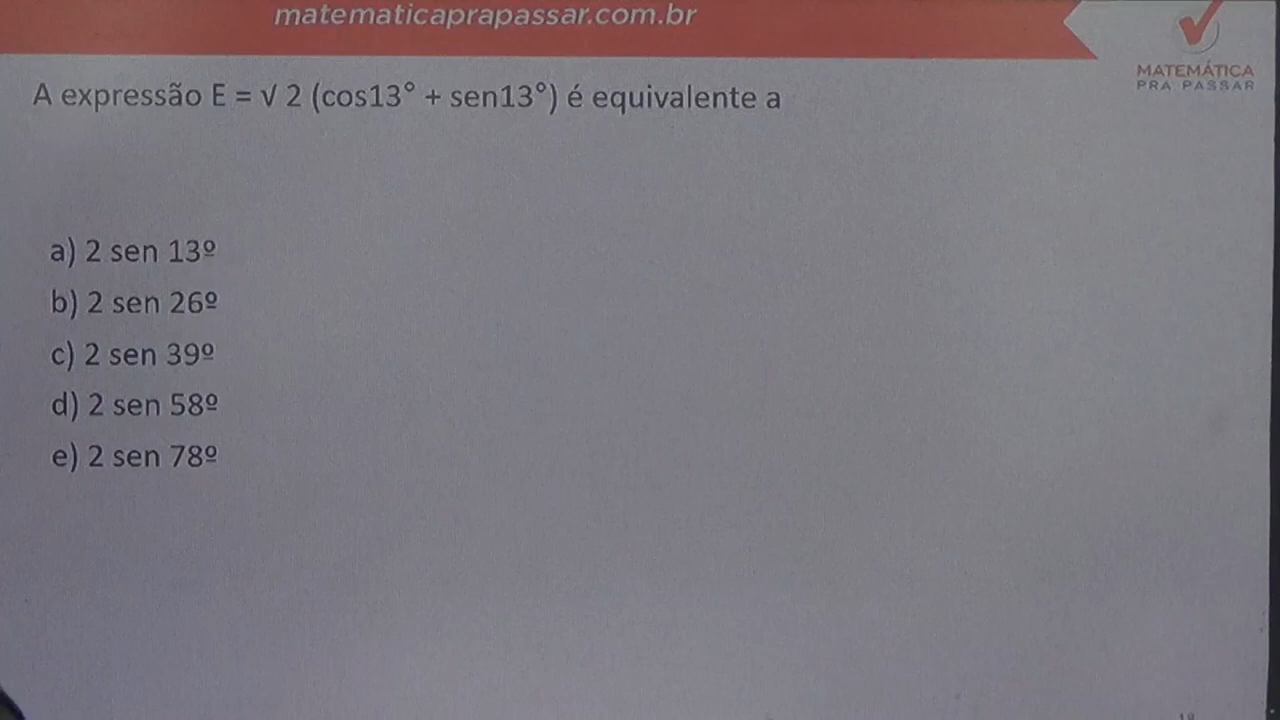 matematicaprapassar.com.br
MATEMÁTICA
PRA PASSAR
A expressão E = √ 2 (cos13° + sen13°) é equivalente a
a) 2 sen 13º
b) 2 sen 26º
c) 2 sen 39º
d) 2 sen 58º
e) 2 sen 78º